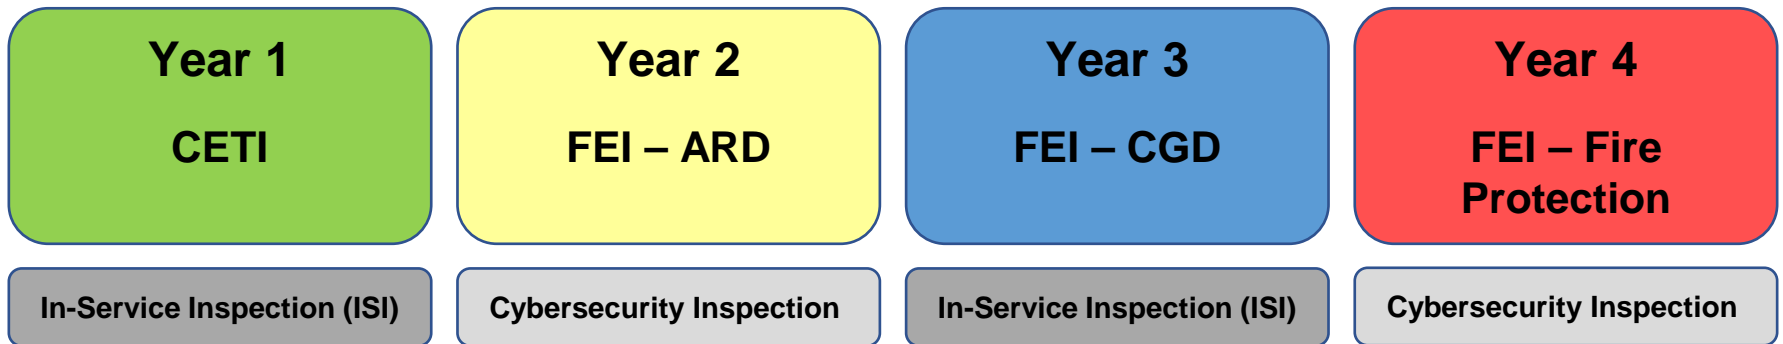 Year 1
CETI
Year 2
FEI – ARD
Year 3
FEI – CGD
Year 4
FEI – Fire
Protection
In-Service Inspection (ISI)
Cybersecurity Inspection
In-Service Inspection (ISI)
Cybersecurity Inspection